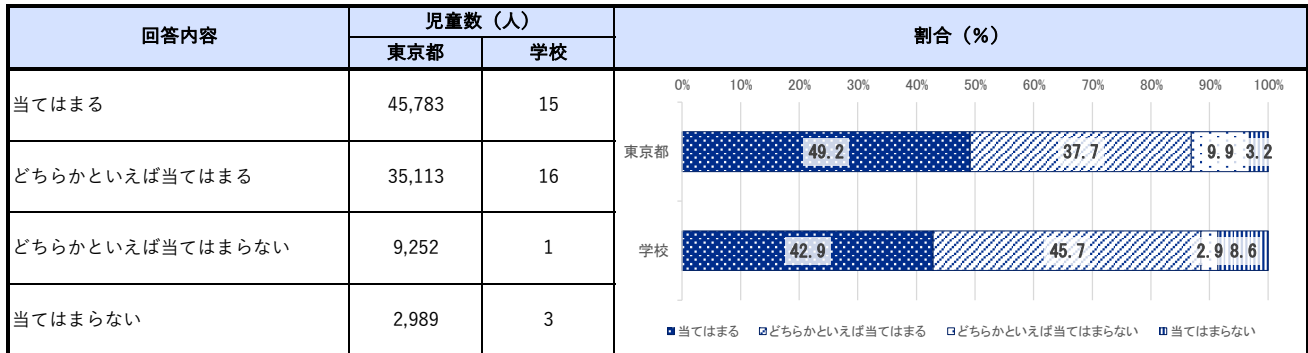 回答内容
児童数（人）
割合（%）
東京都
学校
当てはまる
45,783
15
どちらかといえば当てはまる
35,113
16
どちらかといえば当てはまらない
9,252
1
当てはまらない
2,989
3
0% 10% 20% 30% 40% 50% 60% 70% 80% 90% 100%
東京都
49.2 37.7 9.9 3.2
学校
42.9 45.7 2.9 8.6
当てはまる どちらかといえば当てはまる どちらかといえば当てはまらない 当てはまらない